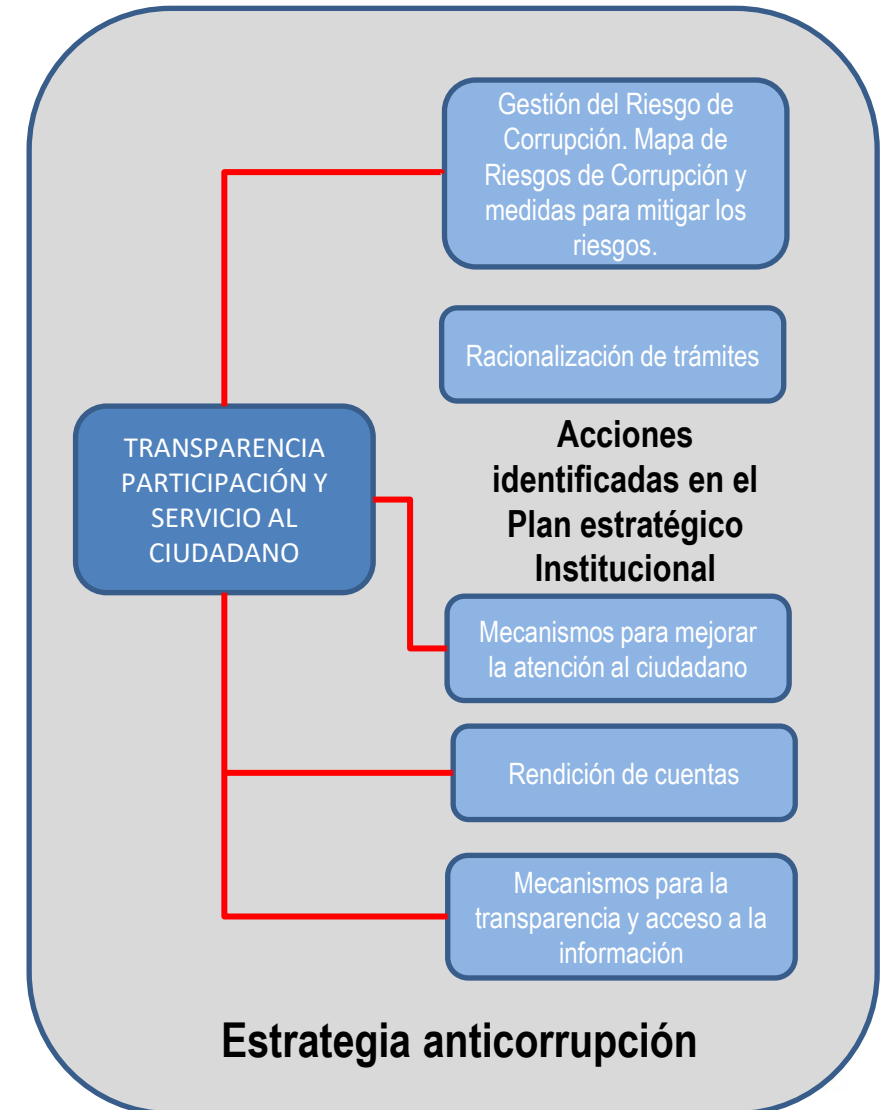 Gestión del Riesgo de
Corrupción. Mapa de
Riesgos de Corrupción y
medidas para mitigar los
riesgos.
Racionalización de trámites
TRANSPARENCIA
PARTICIPACIÓN Y
SERVICIO AL
CIUDADANO
Acciones
identificadas en el
Plan estratégico
Institucional
Mecanismos para mejorar
la atención al ciudadano
Rendición de cuentas
Mecanismos para la
transparencia y acceso a la
información
Estrategia anticorrupción